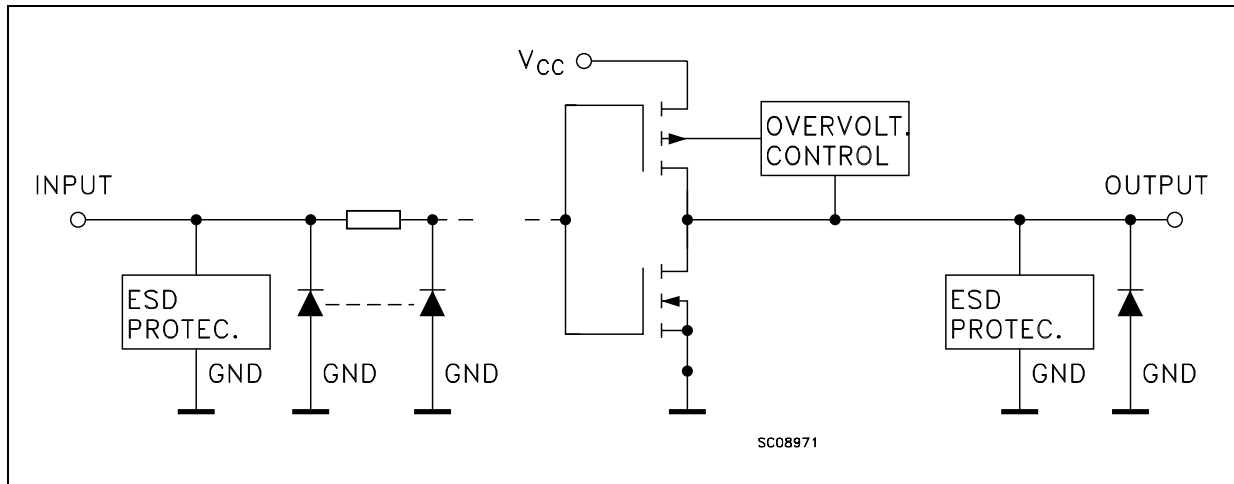 VCC
OVERVOLT.
CONTROL
INPUT
OUTPUT
ESD
PROTEC.
ESD
PROTEC.
GND
GND
GND
GND
GND
SC08971